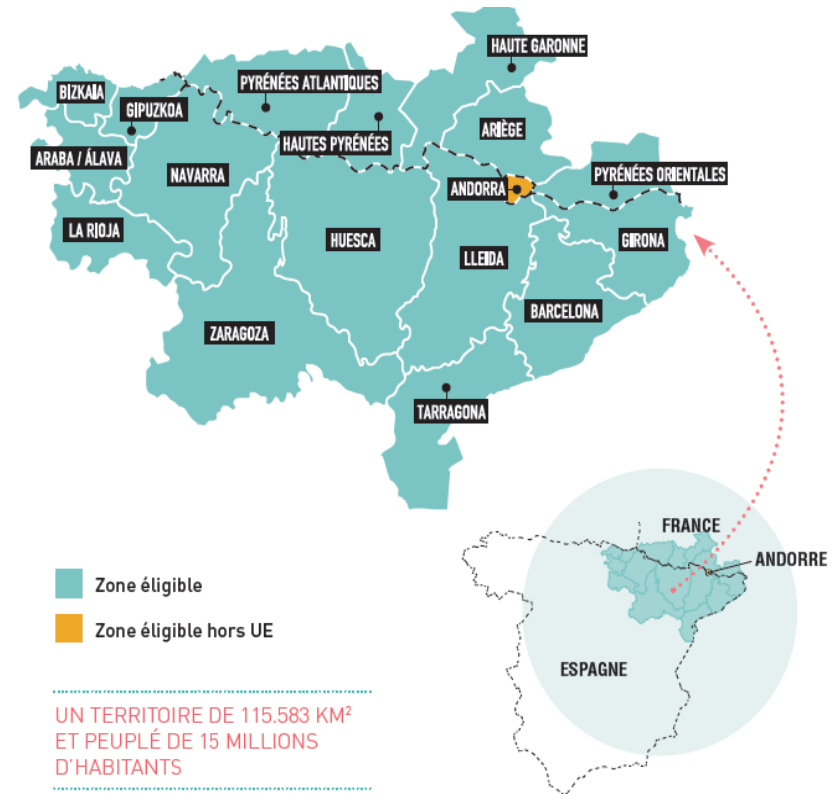 HAUTE GARONNE
PYRÉNÉES ATLANTIQUES
BIZKAIA
GIPUZKOA
ARIÈGE
HAUTES PYRÉNÉES
ARABA / ÁLAVA
NAVARRA
PYRÉNÉES ORIENTALES
ANDORRA
LA RIOJA
HUESCA
GIRONA
LLEIDA
BARCELONA
ZARAGOZA
TARRAGONA
FRANCE
ANDORRE
ESPAGNE
Zone éligible
Zone éligible hors UE
UN TERRITOIRE DE 115.583 KM²
ET PEUPLÉ DE 15 MILLIONS
D'HABITANTS